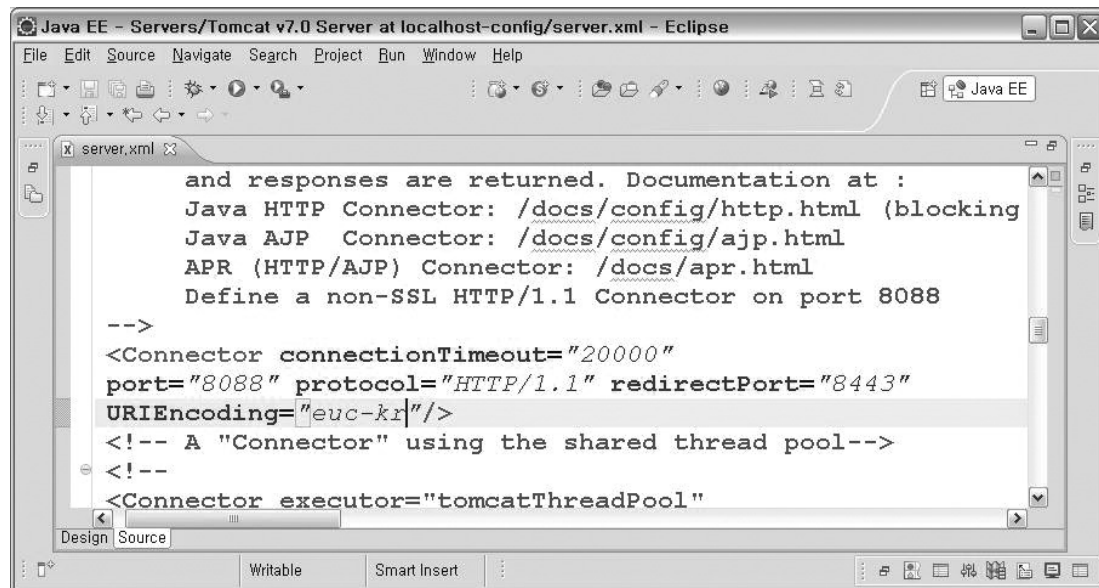 Java EE - Servers/Tomcat v7.0 Server at localhost-config/server.xml - Eclipse
File Edit Source Navigate Search Project Run Window Help
Java EE
server.xml
and responses are returned. Documentation at :
Java HTTP Connector: /docs/config/http.html (blocking
Java AJP  Connector: /docs/config/ajp.html
APR (HTTP/AJP) Connector: /docs/apr.html
Define a non-SSL HTTP/1.1 Connector on port 8088
-->
<Connector connectionTimeout="20000"
port="8088" protocol="HTTP/1.1" redirectPort="8443"
URIEncoding="euc-kr"/>
<!-- A "Connector" using the shared thread pool-->
<!--
<Connector executor="tomcatThreadPool"
Design Source
Writable Smart Insert